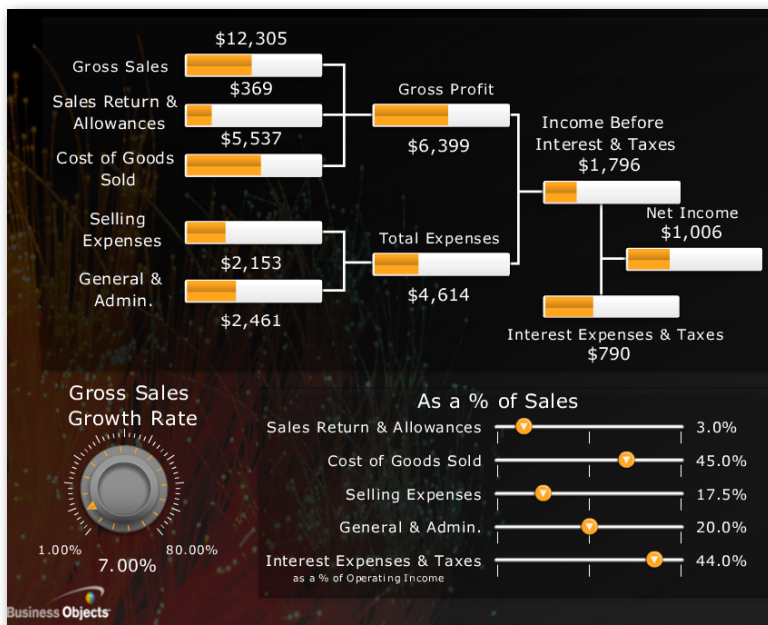 $12,305
Gross Sales
$369
Sales Return &
Allowances
$5,537
Cost of Goods
Sold
Gross Profit
$6,399
Income Before
Interest & Taxes
$1,796
Selling
Expenses
$2,153
General &
Admin.
$2,461
Total Expenses
$4,614
Net Income
$1,006
Interest Expenses & Taxes
$790
Gross Sales
Growth Rate
1.00%
80.00%
7.00%
As a % of Sales
Sales Return & Allowances 3.0%
Cost of Goods Sold 45.0%
Selling Expenses 17.5%
General & Admin. 20.0%
Interest Expenses & Taxes 44.0%
as a % of Operating Income
Business Objects